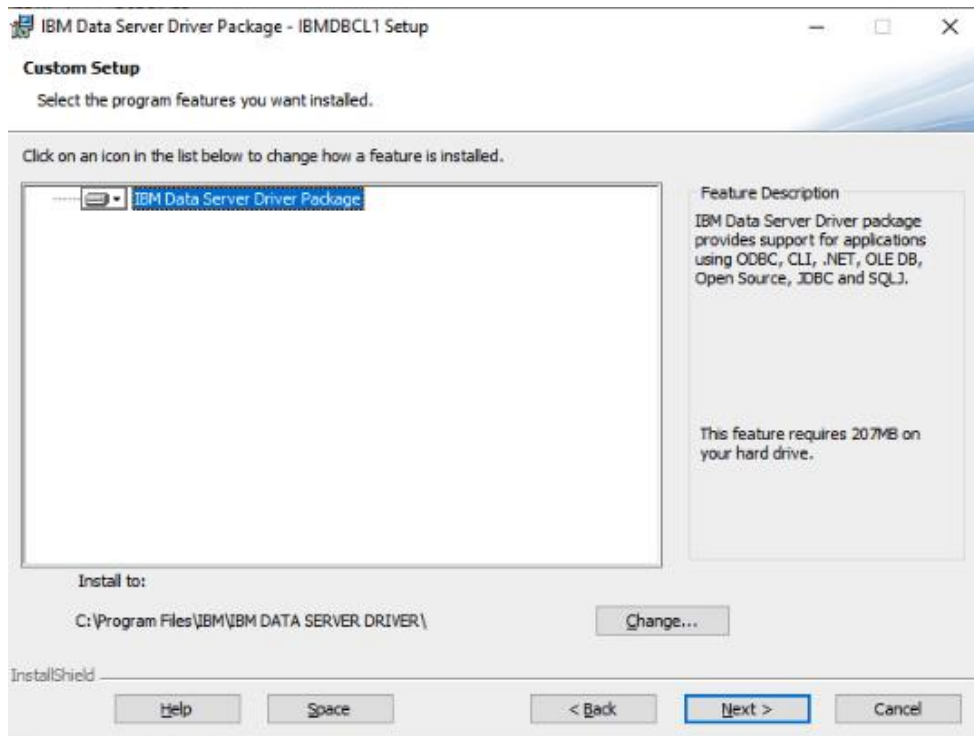 IBM Data Server Driver Package - IBMDBCL1 Setup
Custom Setup
Select the program features you want installed.
Click on an icon in the list below to change how a feature is installed.
IBM Data Server Driver Package
Feature Description
IBM Data Server Driver package
provides support for applications
using ODBC, CLI, .NET, OLE DB,
Open Source, JDBC and SQLJ.
This feature requires 207MB on
your hard drive.
Install to:
C:\Program Files\IBM\IBM DATA SERVER DRIVER\
Change...
InstallShield
Help
Space
< Back
Next >
Cancel